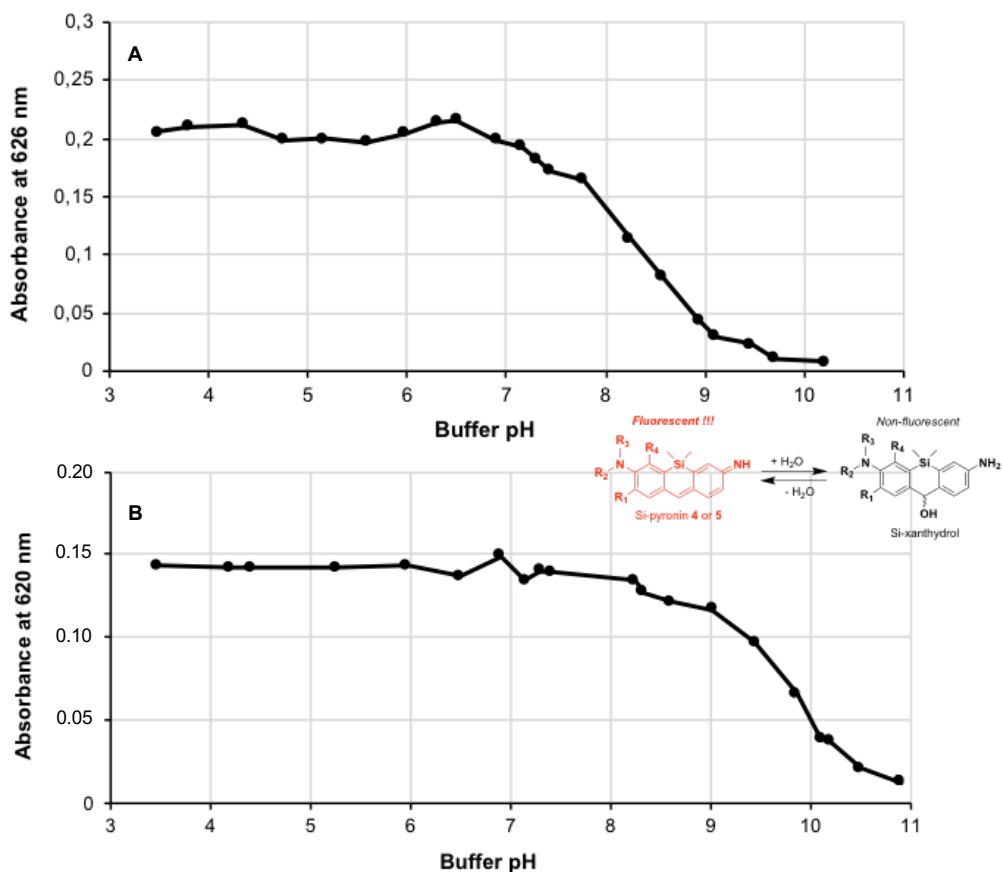 A
Absorbance at 626 nm
0,3
0,25
0,2
0,15
0,1
0,05
0
3 4 5 6 7 8 9 10 11
Buffer pH
Fluorescent !!!
Non-fluorescent
R3
R4
Si
N
R2
R1
NH
+ H2O
- H2O
Si-pyronin 4 or 5
R3
R4
Si
N
R2
R1
NH2
OH
Si-xanthydrol
B
Absorbance at 620 nm
0.20
0.15
0.10
0.05
0
3 4 5 6 7 8 9 10 11
Buffer pH